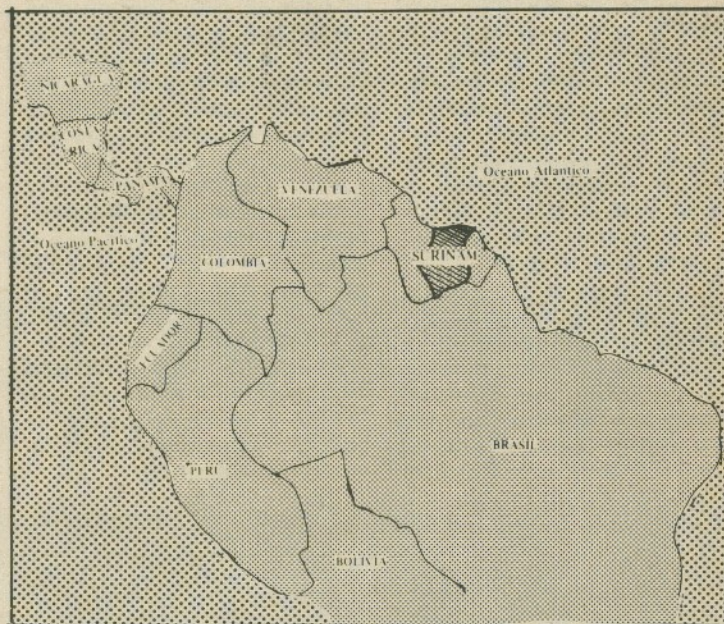 NICARAGUA
COSTA
RICA
PANAMA
Oceano Atlantico
VENEZUELA
Oceano Pacifico
COLOMBIA
SURINAM
ECUADOR
BRASIL
PERU
BOLIVIA